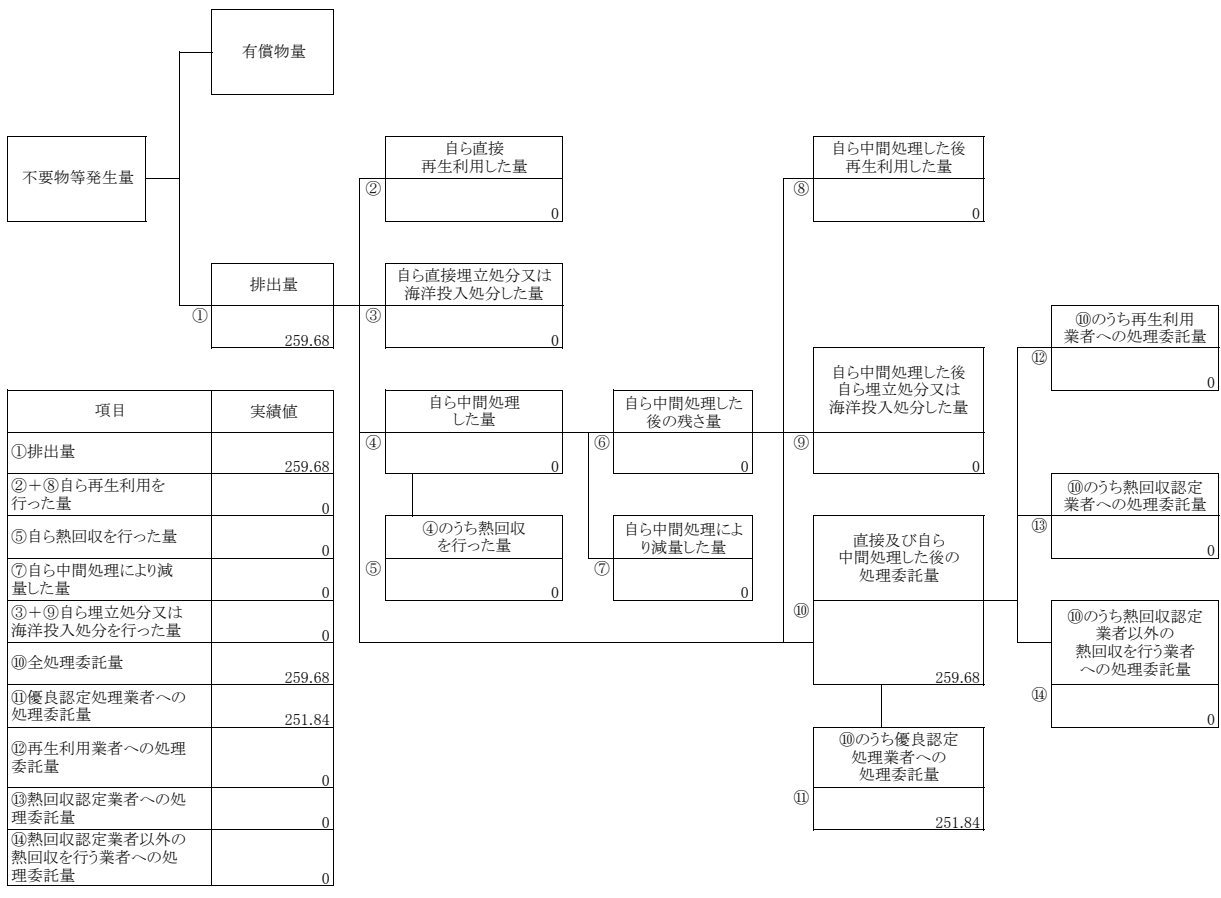 有償物量
不要物等発生量
自ら直接
再生利用した量
②
0
自ら中間処理した後
再生利用した量
⑧
0
排出量
①
259.68
自ら直接埋立処分又は
海洋投入処分した量
③
0
⑩のうち再生利用
業者への処理委託量
⑫
0
自ら中間処理
した量
④
0
自ら中間処理した
後の残さ量
⑥
0
自ら中間処理した後
自ら埋立処分又は
海洋投入処分した量
⑨
0
⑩のうち熱回収認定
業者への処理委託量
⑬
0
④のうち熱回収
を行った量
⑤
0
自ら中間処理によ
り減量した量
⑦
0
直接及び自ら
中間処理した後の
処理委託量
⑩
259.68
⑩のうち熱回収認定
業者以外の
熱回収を行う業者
への処理委託量
⑭
0
⑩のうち優良認定
処理業者への
処理委託量
⑪
251.84
項目
実績値
①排出量
259.68
②+⑧自ら再生利用を
行った量
0
⑤自ら熱回収を行った量
0
⑦自ら中間処理により減
量した量
0
③+⑨自ら埋立処分又は
海洋投入処分を行った量
0
⑩全処理委託量
259.68
⑪優良認定処理業者への
処理委託量
251.84
⑫再生利用業者への処理
委託量
0
⑬熱回収認定業者への処
理委託量
0
⑭熱回収認定業者以外の
熱回収を行う業者への処
理委託量
0